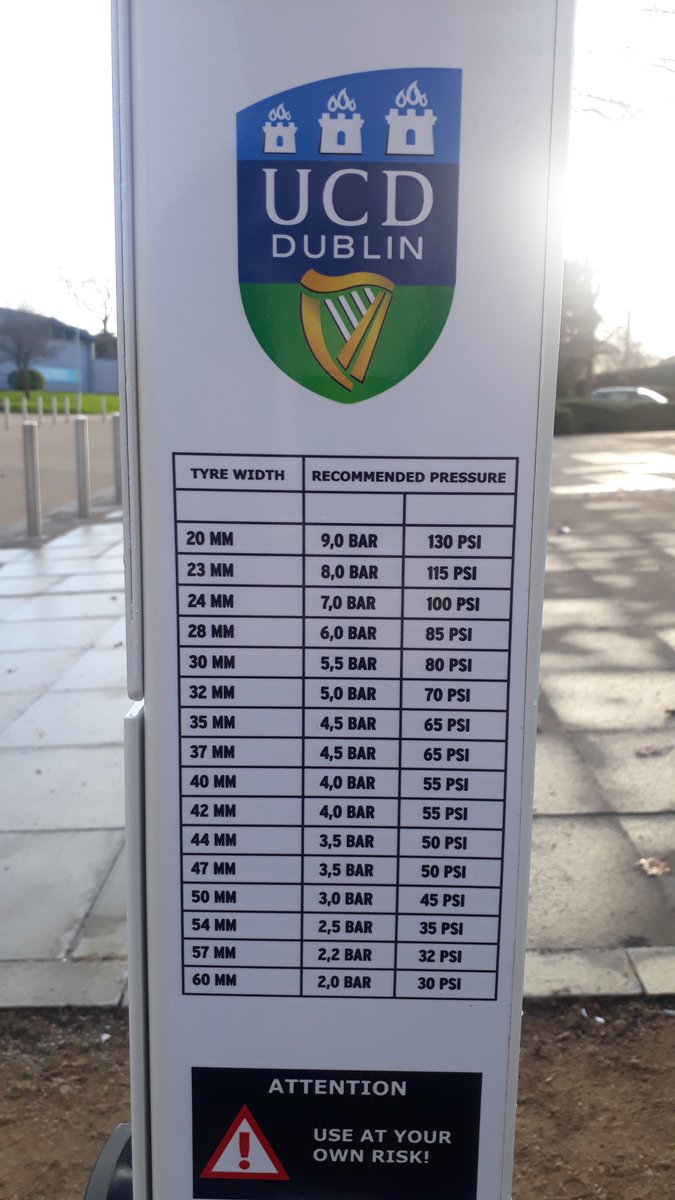 UCD
DUBLIN
TYRE WIDTH RECOMMENDED PRESSURE
20 MM 9,0 BAR 130 PSI
23 MM 8,0 BAR 115 PSI
24 MM 7,0 BAR 100 PSI
28 MM 6,0 BAR 85 PSI
30 MM 5,5 BAR 80 PSI
32 MM 5,0 BAR 70 PSI
35 MM 4,5 BAR 65 PSI
37 MM 4,5 BAR 65 PSI
40 MM 4,0 BAR 55 PSI
42 MM 4,0 BAR 55 PSI
44 MM 3,5 BAR 50 PSI
47 MM 3,5 BAR 50 PSI
50 MM 3,0 BAR 45 PSI
54 MM 2,5 BAR 35 PSI
57 MM 2,2 BAR 32 PSI
60 MM 2,0 BAR 30 PSI
ATTENTION
USE AT YOUR
OWN RISK!